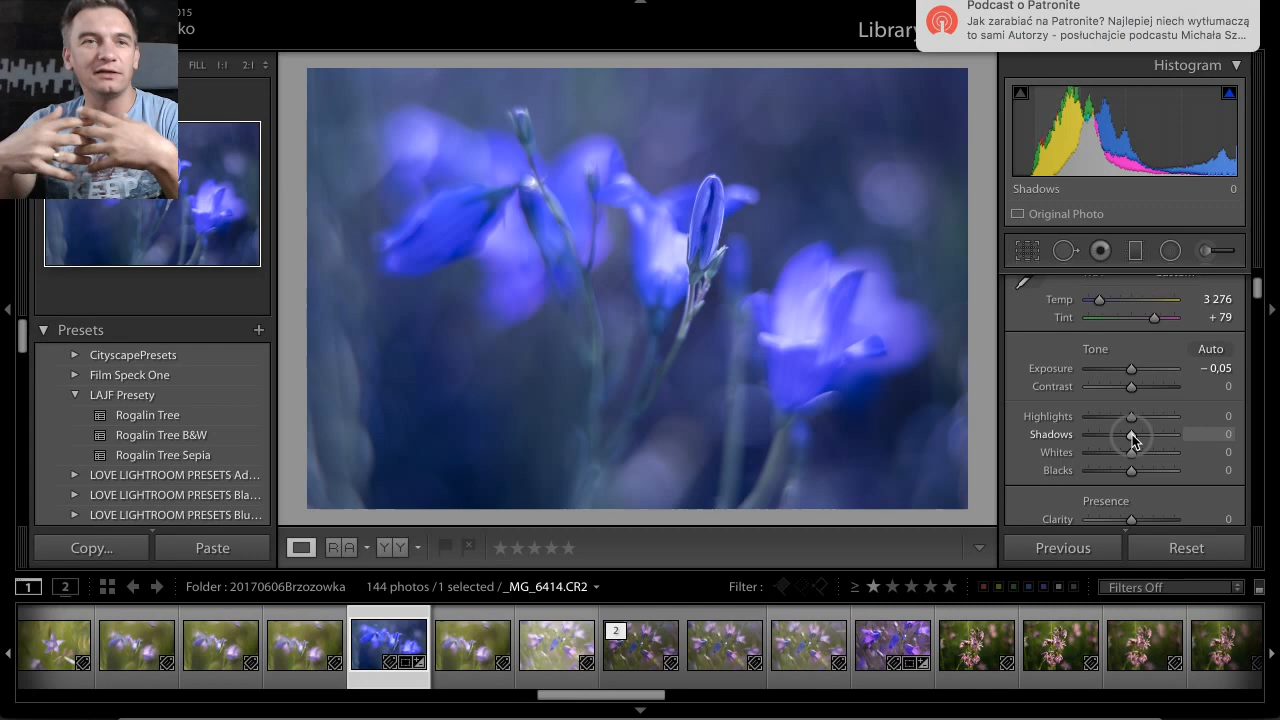 015
ko
Library
Podcast o Patronite
Jak zarabiać na Patronite? Najlepiej niech wytłumaczą
to sami Autorzy - posłuchajcie podcastu Michała Sz...
FILL 1:1 2:1
KEEP
Histogram
Shadows 0
Original Photo
Temp 3 276
Tint + 79
Tone Auto
Exposure – 0,05
Contrast 0
Highlights 0
Shadows 0
Whites 0
Blacks 0
Presence
Clarity 0
Previous Reset
Presets
CityscapePresets
Film Speck One
LAJF Presety
Rogalin Tree
Rogalin Tree B&W
Rogalin Tree Sepia
LOVE LIGHTROOM PRESETS Ad...
LOVE LIGHTROOM PRESETS Bla...
LOVE LIGHTROOM PRESETS Blu...
Copy... Paste
R A Y Y
1 2 Folder : 20170606Brzozowka 144 photos /1 selected /_MG_6414.CR2 Filter : ≥ Filters Off
2